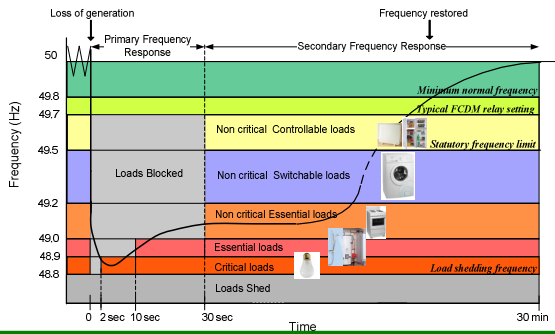 Loss of generation
Frequency restored
Primary Frequency
Response
Secondary Frequency Response
50
49.8
49.7
49.5
49.2
49.0
48.9
48.8
Frequency (Hz)
Minimum normal frequency
Typical FCDM relay setting
Non critical Controllable loads
Statutory frequency limit
Loads Blocked
Non critical Switchable loads
Non critical Essential loads
Essential loads
Critical loads
Load shedding frequency
Loads Shed
0
2 sec
10 sec
30 sec
30 min
Time